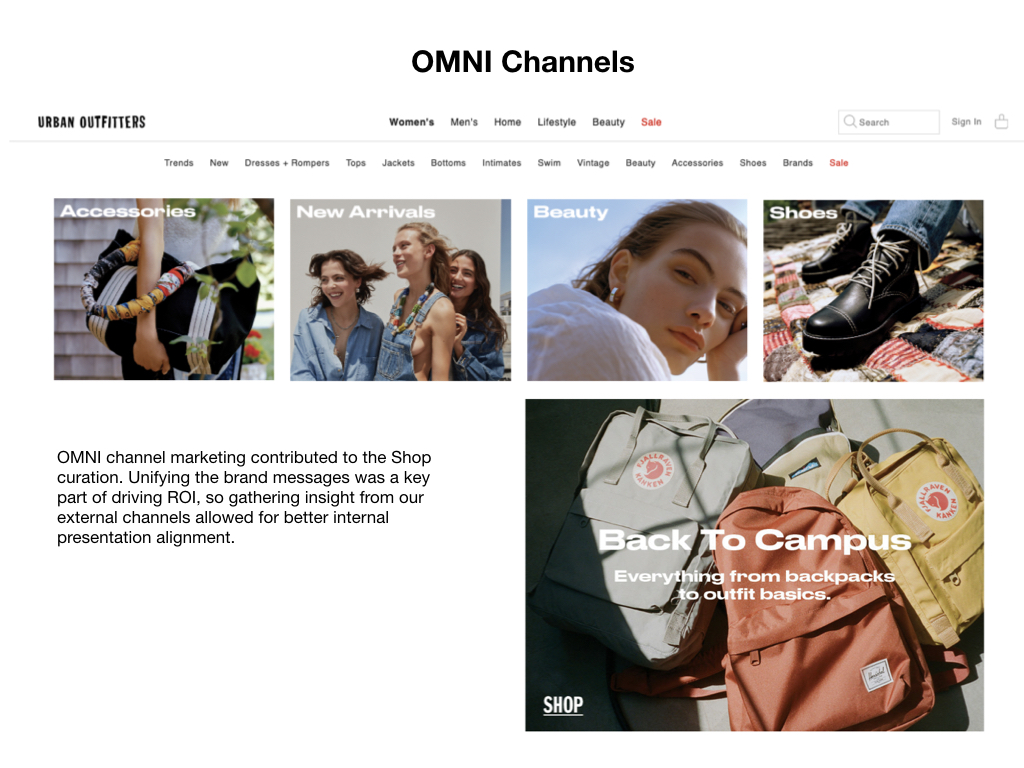 OMNI Channels
URBAN OUTFITTERS
Women's Men's Home Lifestyle Beauty Sale
Search
Sign In
Trends New Dresses + Rompers Tops Jackets Bottoms Intimates Swim Vintage Beauty Accessories Shoes Brands Sale
Accessories
New Arrivals
Beauty
Shoes
OMNI channel marketing contributed to the Shop
curation. Unifying the brand messages was a key
part of driving ROI, so gathering insight from our
external channels allowed for better internal
presentation alignment.
FJÄLLRÄVEN
KÅNKEN
FJÄLLRÄVEN
KÅNKEN
Back To Campus
Everything from backpacks
to outfit basics.
Herschel
SHOP